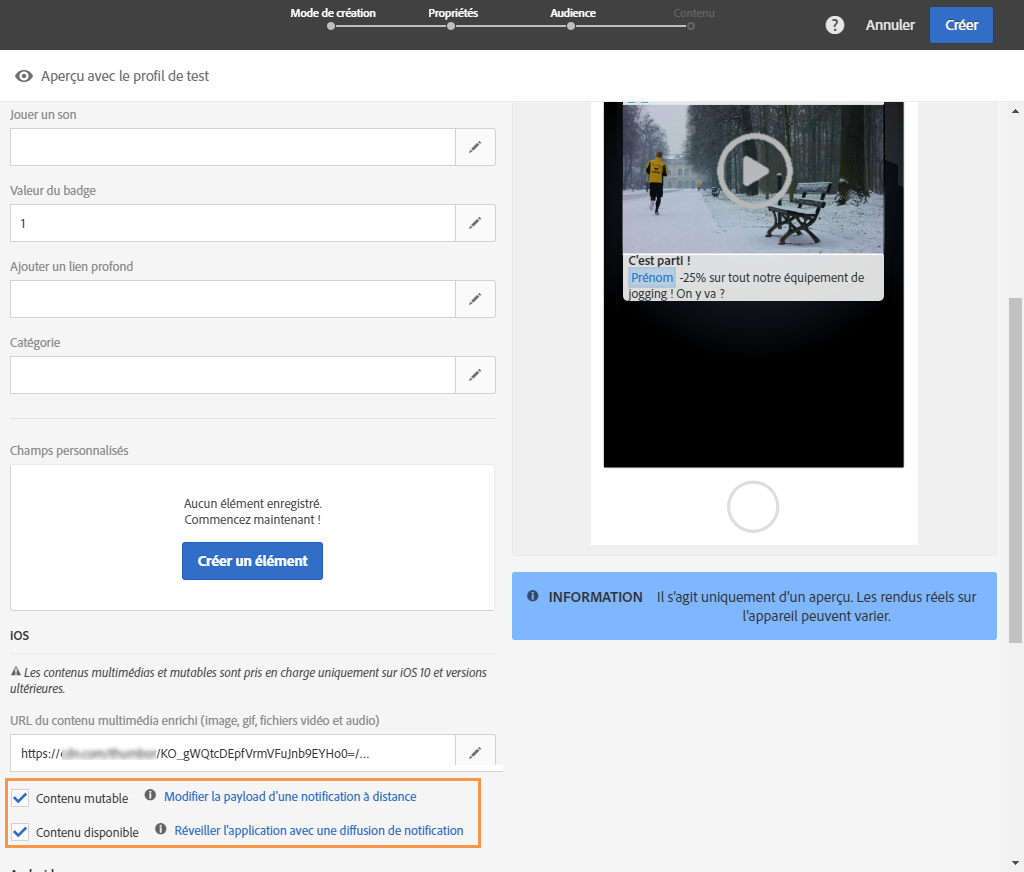 Mode de création
Propriétés
Audience
Contenu
Annuler
Créer
Aperçu avec le profil de test
Jouer un son
Valeur du badge
1
Ajouter un lien profond
Catégorie
Champs personnalisés
Aucun élément enregistré.
Commencez maintenant !
Créer un élément
iOS
Les contenus multimédias et mutables sont pris en charge uniquement sur iOS 10 et versions
ultérieures.
URL du contenu multimédia enrichi (image, gif, fichiers vidéo et audio)
https:// /KO_gWQtcDEpfVrmVFuJnb9EYHo0=/...
Contenu mutable
Modifier la payload d'une notification à distance
Contenu disponible
Réveiller l'application avec une diffusion de notification
C'est parti !
Prénom -25% sur tout notre équipement de
jogging ! On y va ?
INFORMATION Il s'agit uniquement d'un aperçu. Les rendus réels sur
l'appareil peuvent varier.